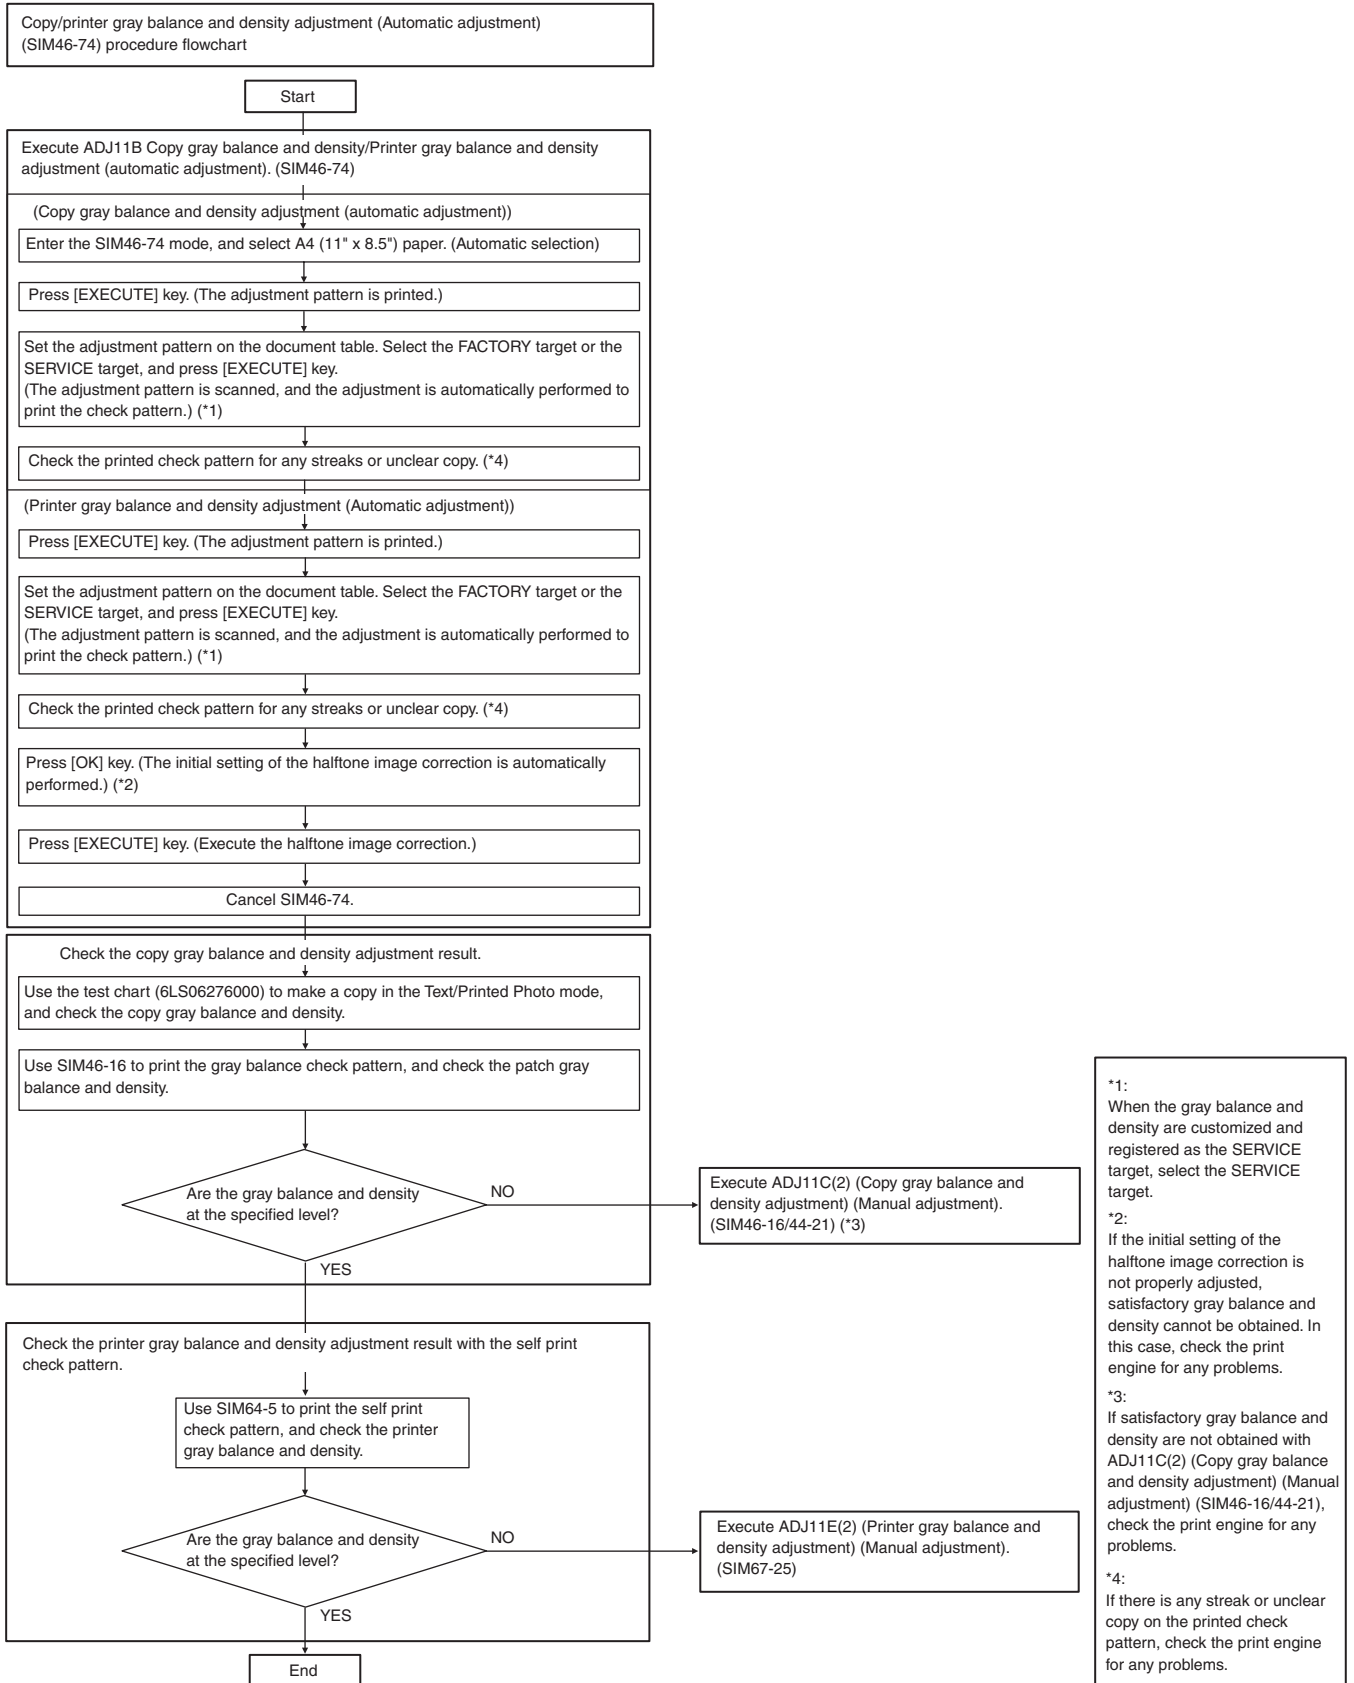 Copy/printer gray balance and density adjustment (Automatic adjustment)
(SIM46-74) procedure flowchart
Start
Execute ADJ11B Copy gray balance and density/Printer gray balance and density
adjustment (automatic adjustment). (SIM46-74)
(Copy gray balance and density adjustment (automatic adjustment))
Enter the SIM46-74 mode, and select A4 (11" x 8.5") paper. (Automatic selection)
Press [EXECUTE] key. (The adjustment pattern is printed.)
Set the adjustment pattern on the document table. Select the FACTORY target or the
SERVICE target, and press [EXECUTE] key.
(The adjustment pattern is scanned, and the adjustment is automatically performed to
print the check pattern.) (*1)
Check the printed check pattern for any streaks or unclear copy. (*4)
(Printer gray balance and density adjustment (Automatic adjustment))
Press [EXECUTE] key. (The adjustment pattern is printed.)
Set the adjustment pattern on the document table. Select the FACTORY target or the
SERVICE target, and press [EXECUTE] key.
(The adjustment pattern is scanned, and the adjustment is automatically performed to
print the check pattern.) (*1)
Check the printed check pattern for any streaks or unclear copy. (*4)
Press [OK] key. (The initial setting of the halftone image correction is automatically
performed.) (*2)
Press [EXECUTE] key. (Execute the halftone image correction.)
Cancel SIM46-74.
Check the copy gray balance and density adjustment result.
Use the test chart (6LS06276000) to make a copy in the Text/Printed Photo mode,
and check the copy gray balance and density.
Use SIM46-16 to print the gray balance check pattern, and check the patch gray
balance and density.
Are the gray balance and density
at the specified level?
NO
YES
Execute ADJ11C(2) (Copy gray balance and
density adjustment) (Manual adjustment).
(SIM46-16/44-21) (*3)
Check the printer gray balance and density adjustment result with the self print
check pattern.
Use SIM64-5 to print the self print
check pattern, and check the printer
gray balance and density.
Are the gray balance and density
at the specified level?
NO
YES
Execute ADJ11E(2) (Printer gray balance and
density adjustment) (Manual adjustment).
(SIM67-25)
End
*1:
When the gray balance and
density are customized and
registered as the SERVICE
target, select the SERVICE
target.
*2:
If the initial setting of the
halftone image correction is
not properly adjusted,
satisfactory gray balance and
density cannot be obtained. In
this case, check the print
engine for any problems.
*3:
If satisfactory gray balance and
density are not obtained with
ADJ11C(2) (Copy gray balance
and density adjustment) (Manual
adjustment) (SIM46-16/44-21),
check the print engine for any
problems.
*4:
If there is any streak or unclear
copy on the printed check
pattern, check the print engine
for any problems.